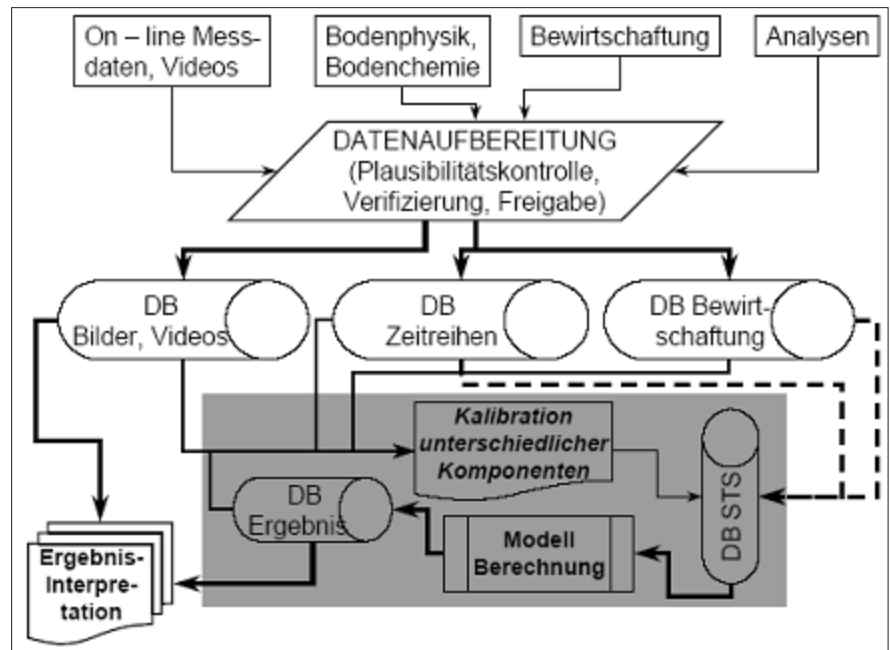 On – line Mess-
daten, Videos
Bodenphysik,
Bodenchemie
Bewirtschaftung
Analysen
DATENAUFBEREITUNG
(Plausibilitätskontrolle,
Verifizierung, Freigabe)
DB
Bilder, Videos
DB
Zeitreihen
DB Bewirt-
schaftung
Kalibration
unterschiedlicher
Komponenten
DB STS
DB
Ergebnis
Modell
Berechnung
Ergebnis-
Interpre-
tation